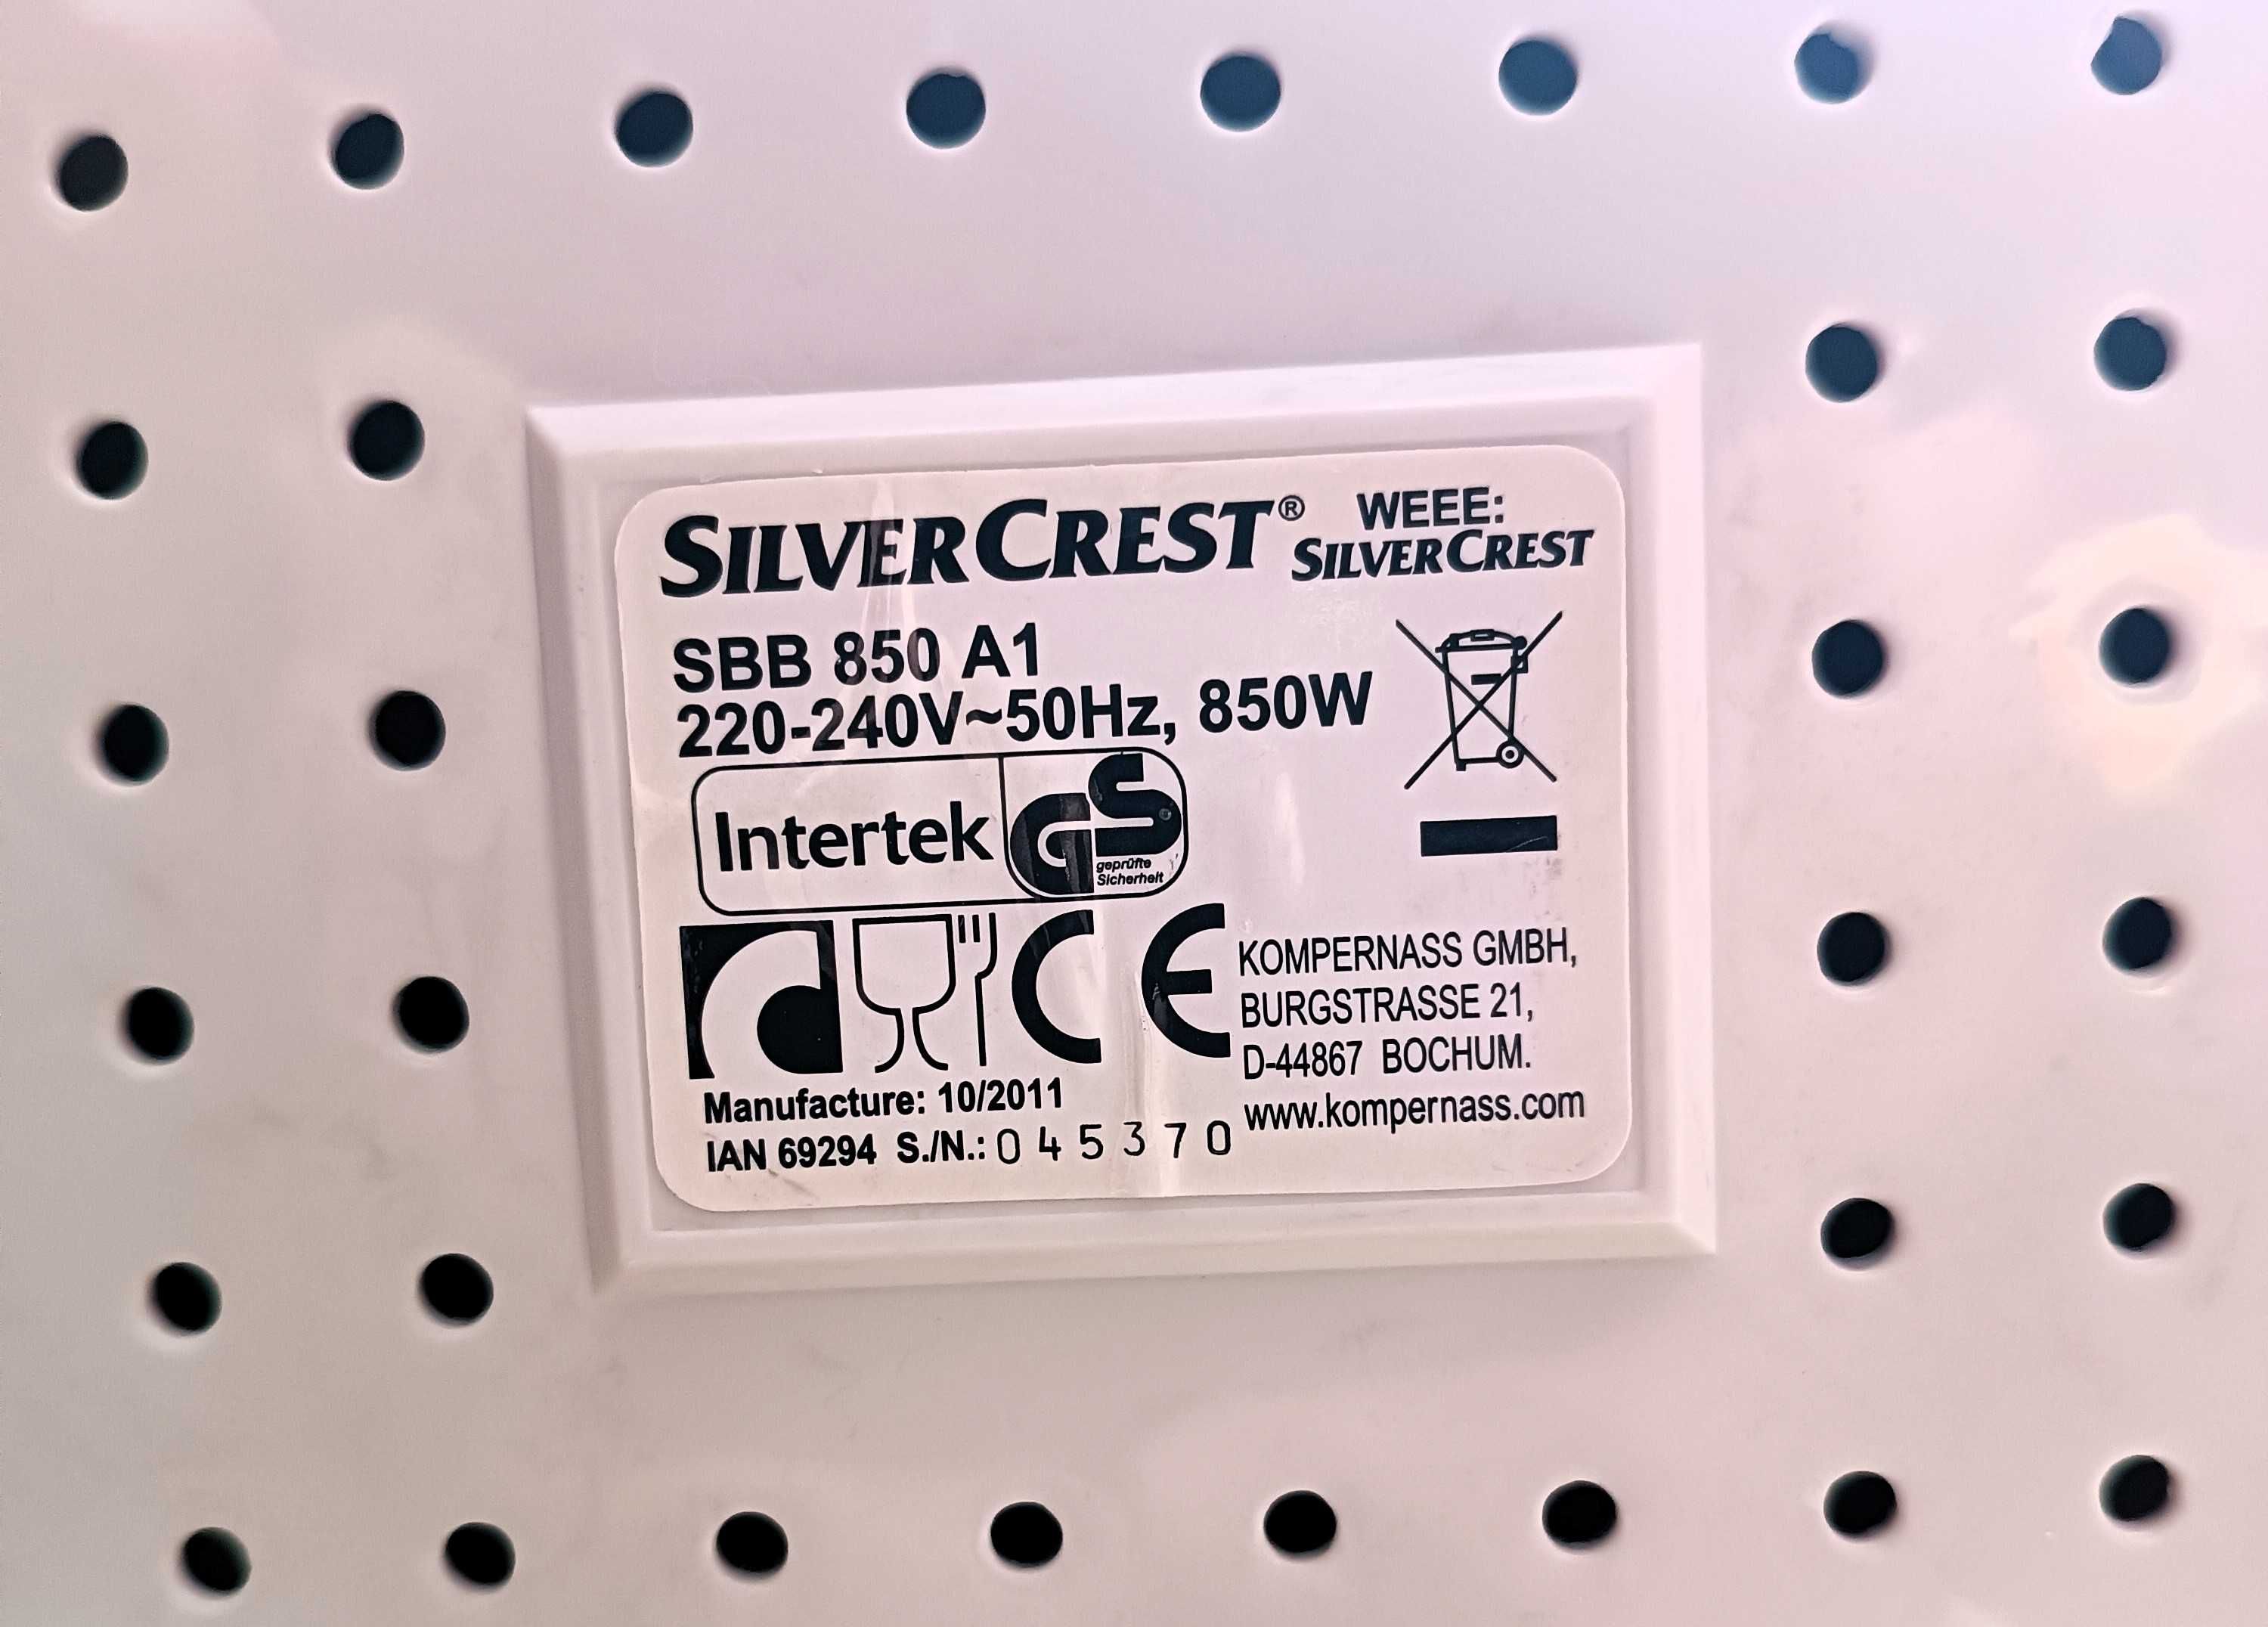 SILVERCREST®
WEEE:
SILVERCREST
SBB 850 A1
220-240V~50Hz, 850W
Intertek
GS
geprüfte
Sicherheit
CE
KOMPERNASS GMBH,
BURGSTRASSE 21,
D-44867 BOCHUM.
www.kompernass.com
Manufacture: 10/2011
IAN 69294 S./N.: 045370